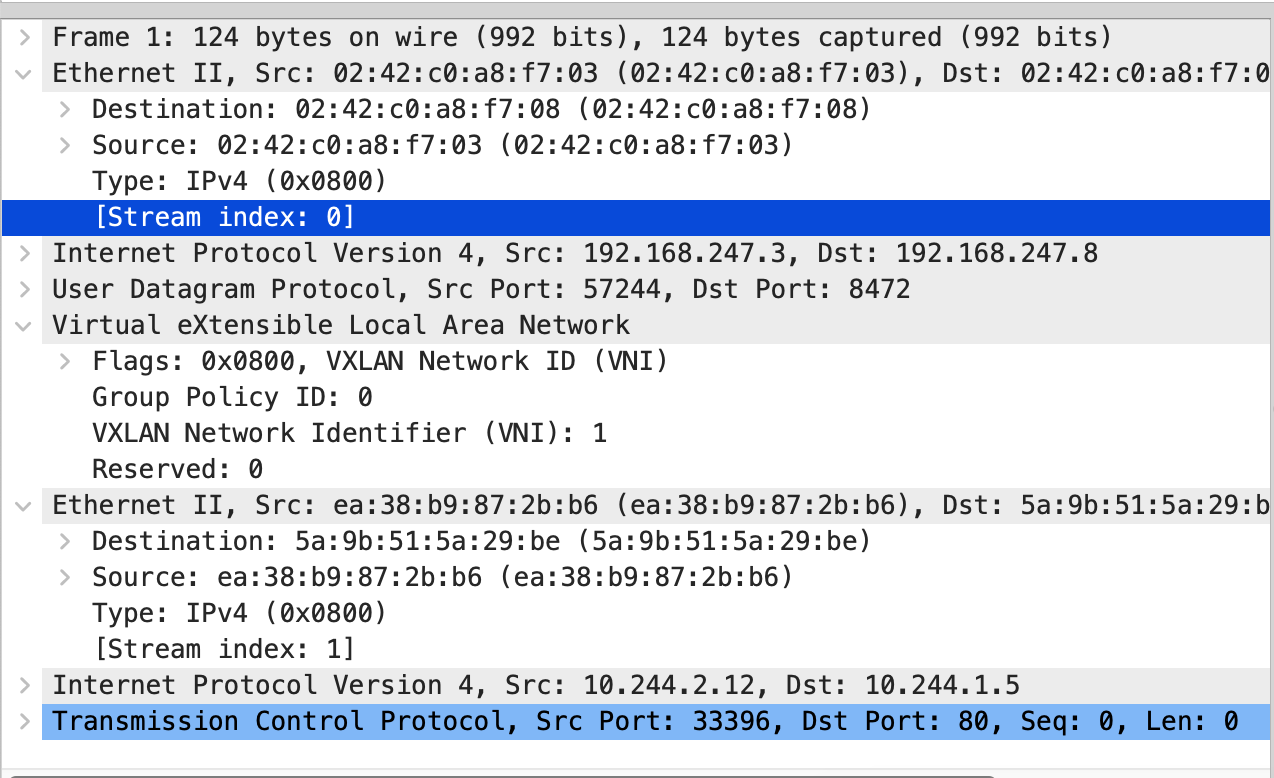 Frame 1: 124 bytes on wire (992 bits), 124 bytes captured (992 bits)
Ethernet II, Src: 02:42:c0:a8:f7:03 (02:42:c0:a8:f7:03), Dst: 02:42:c0:a8:f7:0
Destination: 02:42:c0:a8:f7:08 (02:42:c0:a8:f7:08)
Source: 02:42:c0:a8:f7:03 (02:42:c0:a8:f7:03)
Type: IPv4 (0x0800)
[Stream index: 0]
Internet Protocol Version 4, Src: 192.168.247.3, Dst: 192.168.247.8
User Datagram Protocol, Src Port: 57244, Dst Port: 8472
Virtual eXtensible Local Area Network
Flags: 0x0800, VXLAN Network ID (VNI)
Group Policy ID: 0
VXLAN Network Identifier (VNI): 1
Reserved: 0
Ethernet II, Src: ea:38:b9:87:2b:b6 (ea:38:b9:87:2b:b6), Dst: 5a:9b:51:5a:29:b
Destination: 5a:9b:51:5a:29:be (5a:9b:51:5a:29:be)
Source: ea:38:b9:87:2b:b6 (ea:38:b9:87:2b:b6)
Type: IPv4 (0x0800)
[Stream index: 1]
Internet Protocol Version 4, Src: 10.244.2.12, Dst: 10.244.1.5
Transmission Control Protocol, Src Port: 33396, Dst Port: 80, Seq: 0, Len: 0